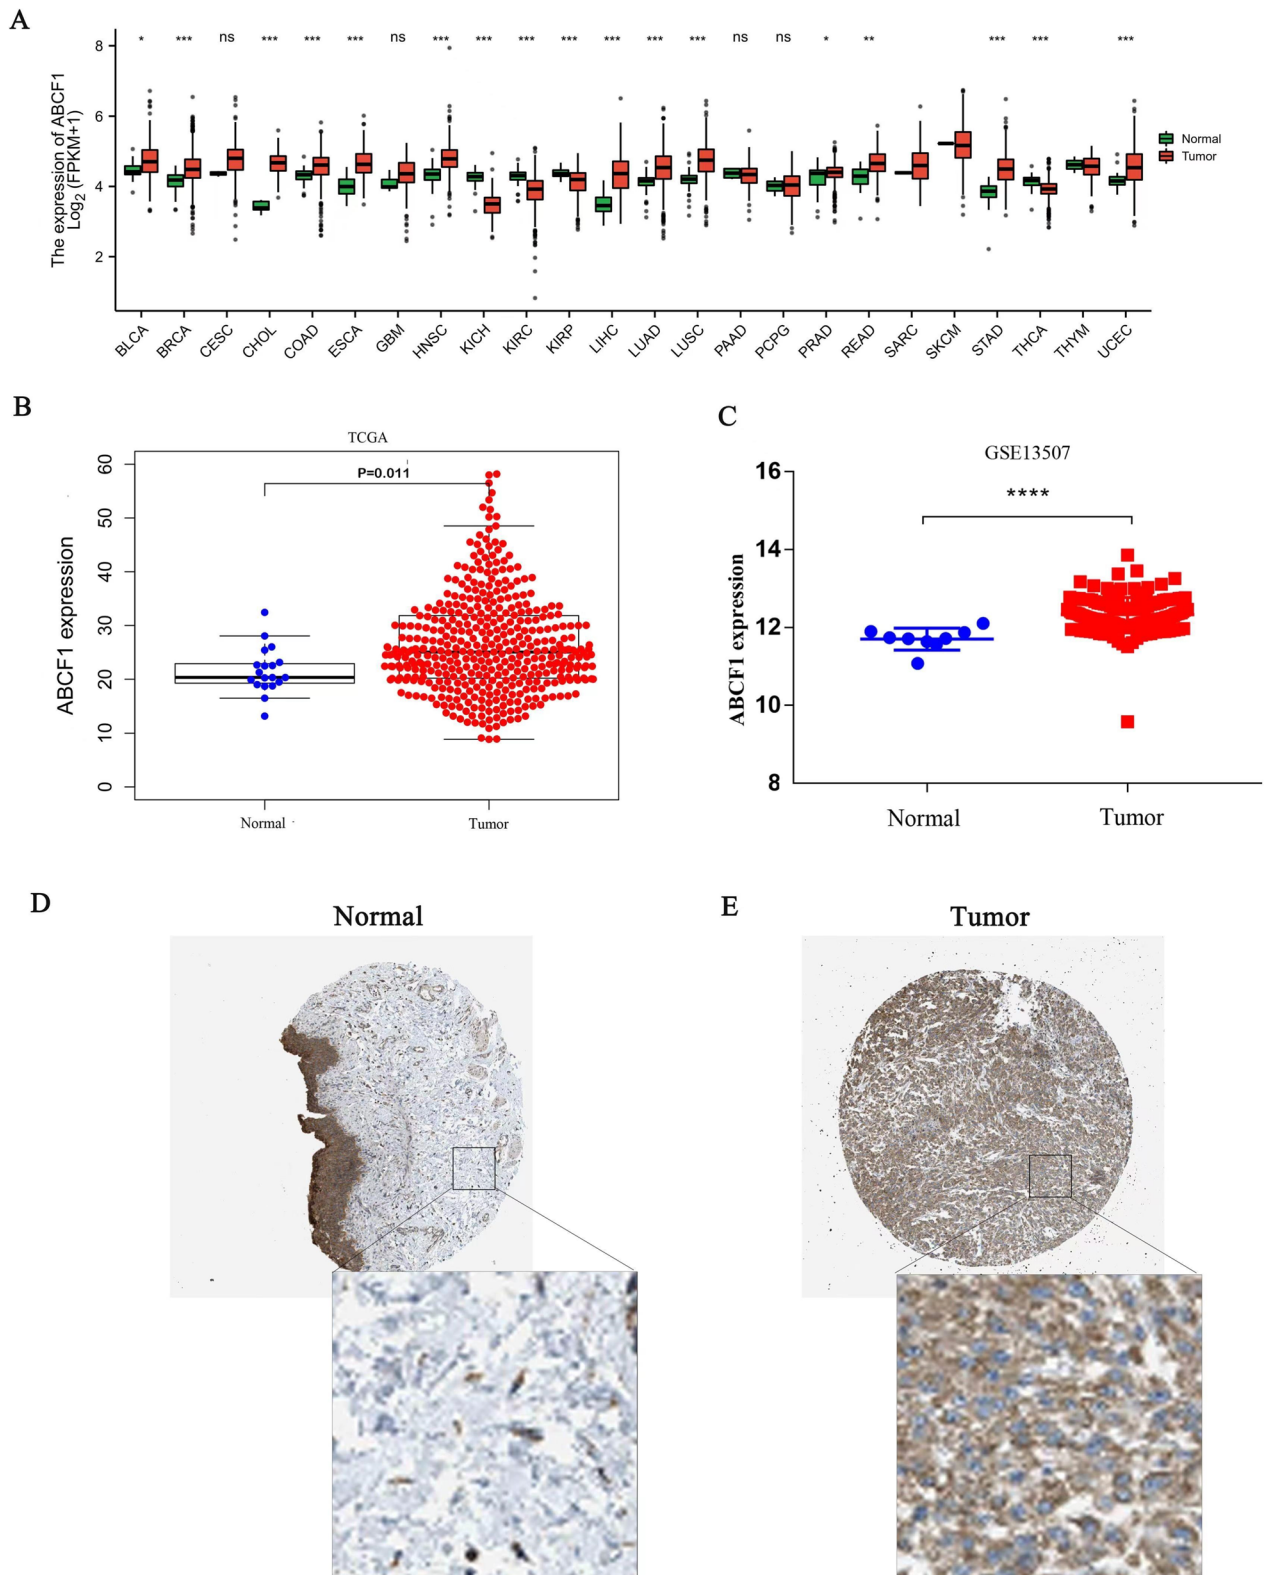 A
The expression of ABCF1
Log2 (FPKM+1)
8
6
4
2
* *** ns *** *** *** ns *** *** *** *** *** *** *** ns ns * ** *** *** ***
Normal
Tumor
BLCA BRCA CESC CHOL COAD ESCA GBM HNSC KICH KIRC KIRP LIHC LUAD LUSC PAAD PCPG PRAD READ SARC SKCM STAD THCA THYM UCEC
B
TCGA
P=0.011
ABCF1 expression
60
50
40
30
20
10
0
Normal Tumor
C
GSE13507
****
ABCF1 expression
16
14
12
10
8
Normal Tumor
D
Normal
E
Tumor